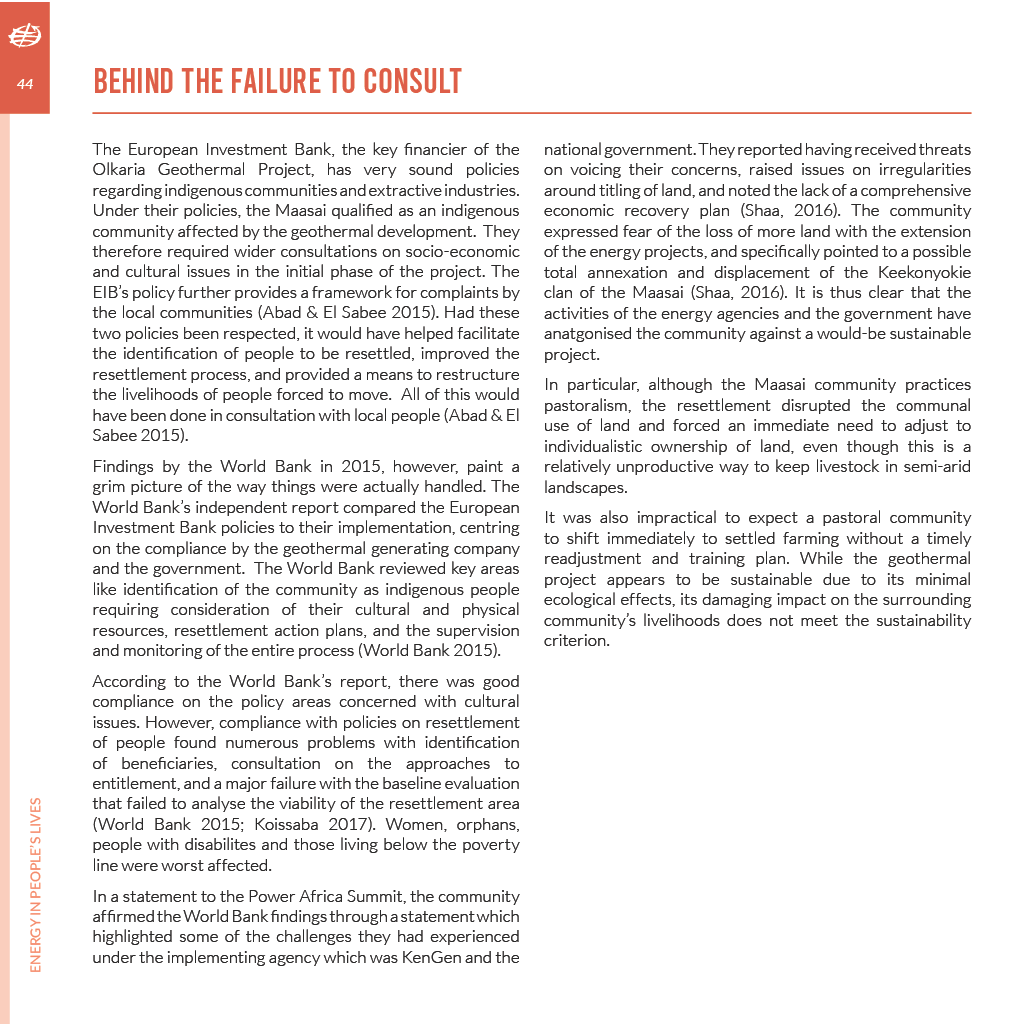 44
BEHIND THE FAILURE TO CONSULT
The European Investment Bank, the key financier of the
Olkaria Geothermal Project, has very sound policies
regarding indigenous communities and extractive industries.
Under their policies, the Maasai qualified as an indigenous
community affected by the geothermal development. They
therefore required wider consultations on socio-economic
and cultural issues in the initial phase of the project. The
EIB's policy further provides a framework for complaints by
the local communities (Abad & El Sabee 2015). Had these
two policies been respected, it would have helped facilitate
the identification of people to be resettled, improved the
resettlement process, and provided a means to restructure
the livelihoods of people forced to move. All of this would
have been done in consultation with local people (Abad & El
Sabee 2015).
Findings by the World Bank in 2015, however, paint a
grim picture of the way things were actually handled. The
World Bank's independent report compared the European
Investment Bank policies to their implementation, centring
on the compliance by the geothermal generating company
and the government. The World Bank reviewed key areas
like identification of the community as indigenous people
requiring consideration of their cultural and physical
resources, resettlement action plans, and the supervision
and monitoring of the entire process (World Bank 2015).
According to the World Bank's report, there was good
compliance on the policy areas concerned with cultural
issues. However, compliance with policies on resettlement
of people found numerous problems with identification
of beneficiaries, consultation on the approaches to
entitlement, and a major failure with the baseline evaluation
that failed to analyse the viability of the resettlement area
(World Bank 2015; Koissaba 2017). Women, orphans,
people with disabilites and those living below the poverty
line were worst affected.
In a statement to the Power Africa Summit, the community
affirmed the World Bank findings through a statement which
highlighted some of the challenges they had experienced
under the implementing agency which was KenGen and the
national government. They reported having received threats
on voicing their concerns, raised issues on irregularities
around titling of land, and noted the lack of a comprehensive
economic recovery plan (Shaa, 2016). The community
expressed fear of the loss of more land with the extension
of the energy projects, and specifically pointed to a possible
total annexation and displacement of the Keekonyokie
clan of the Maasai (Shaa, 2016). It is thus clear that the
activities of the energy agencies and the government have
anatgonised the community against a would-be sustainable
project.
In particular, although the Maasai community practices
pastoralism, the resettlement disrupted the communal
use of land and forced an immediate need to adjust to
individualistic ownership of land, even though this is a
relatively unproductive way to keep livestock in semi-arid
landscapes.
It was also impractical to expect a pastoral community
to shift immediately to settled farming without a timely
readjustment and training plan. While the geothermal
project appears to be sustainable due to its minimal
ecological effects, its damaging impact on the surrounding
community's livelihoods does not meet the sustainability
criterion.
ENERGY IN PEOPLE'S LIVES